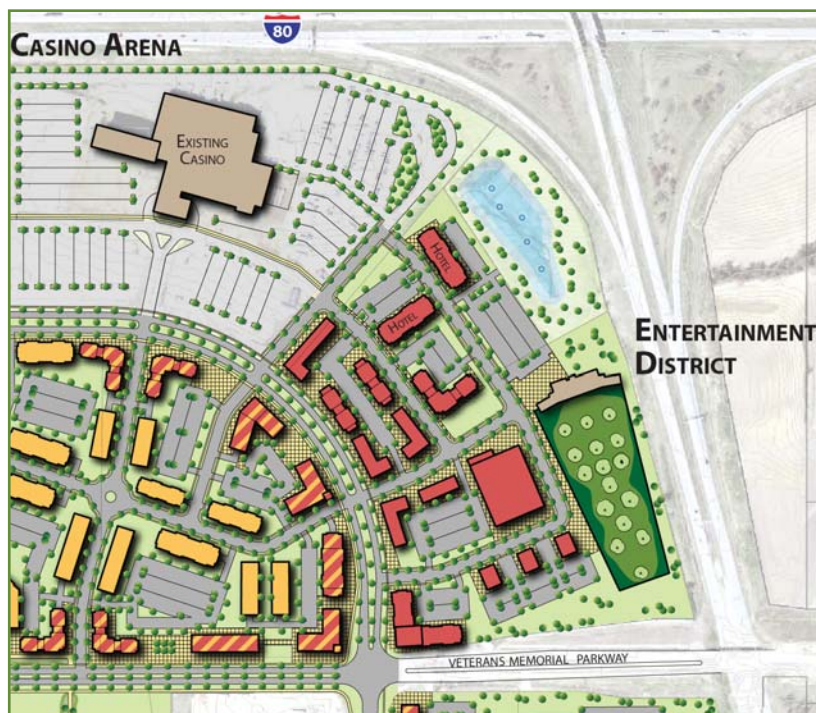 80
CASINO ARENA
EXISTING
CASINO
HOTEL
HOTEL
ENTERTAINMENT
DISTRICT
VETERANS MEMORIAL PARKWAY